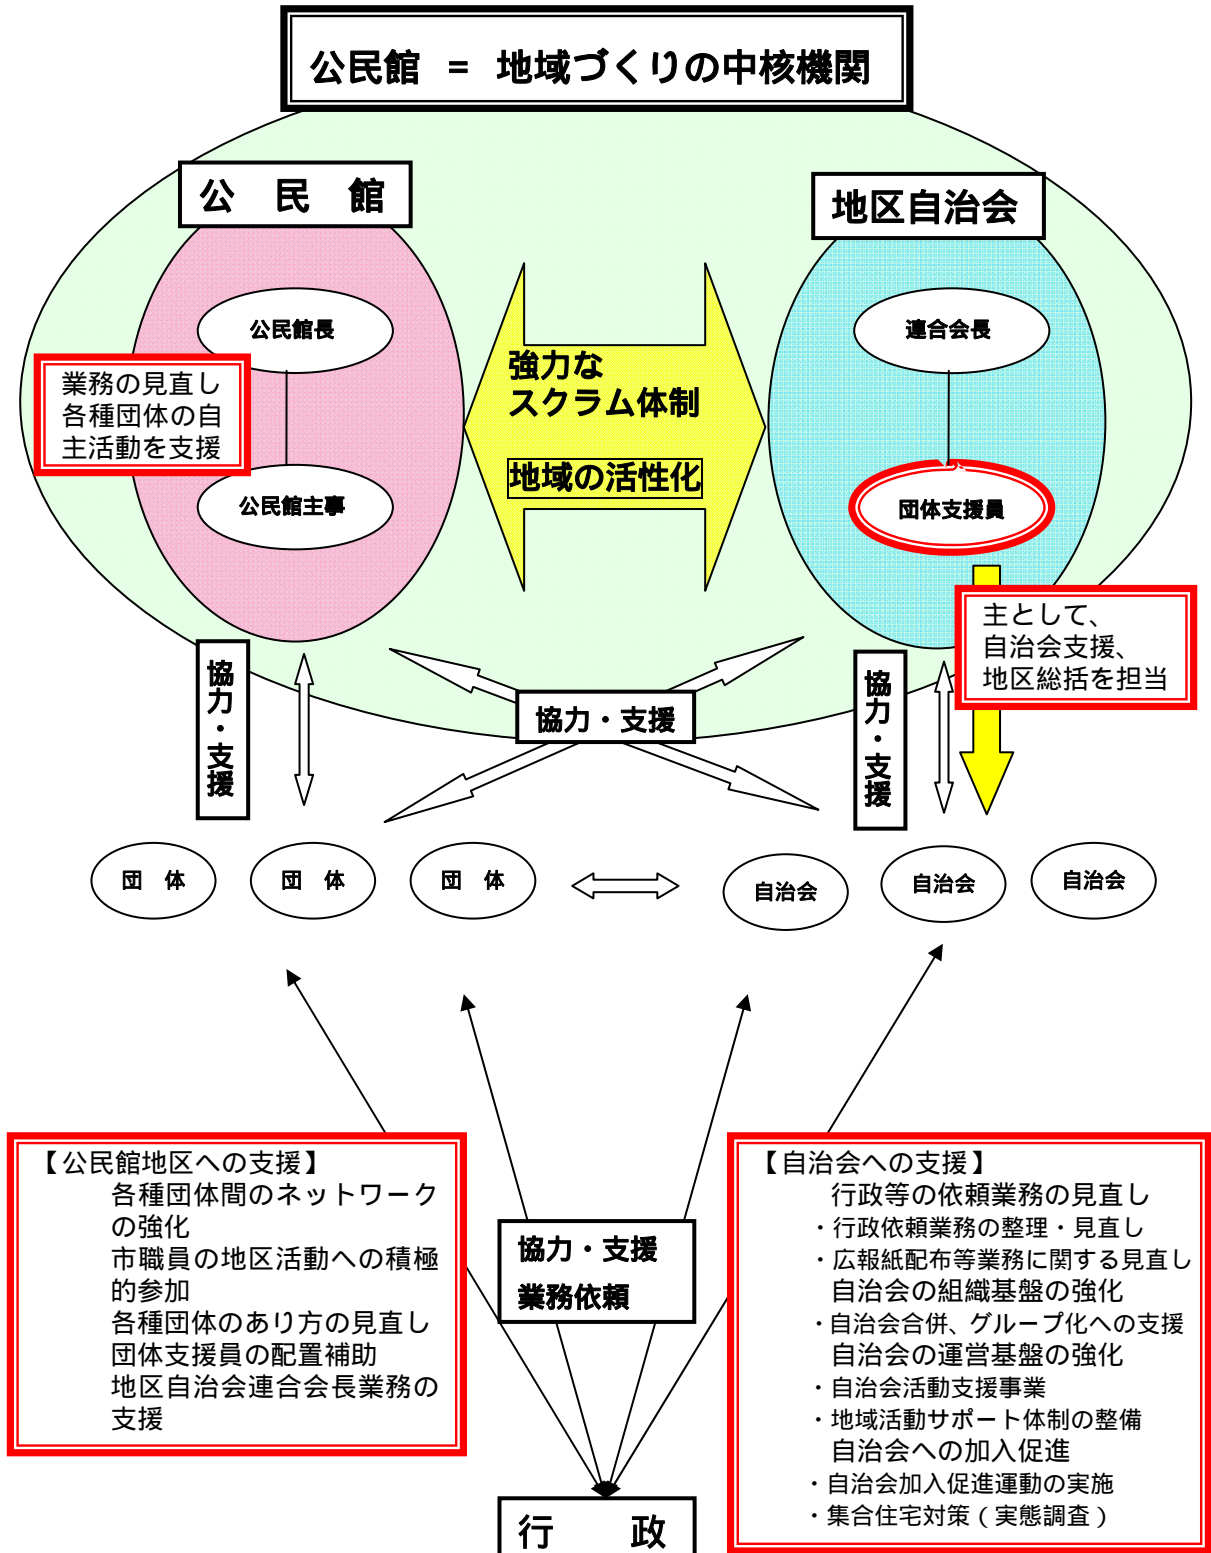 公民館 = 地域づくりの中核機関
公 民 館
地区自治会
公民館長
連合会長
業務の見直し
各種団体の自
主活動を支援
強力な
スクラム体制
地域の活性化
公民館主事
団体支援員
主として、
自治会支援、
地区総括を担当
協力・支援
協力・支援
協力・支援
団 体
団 体
団 体
自治会
自治会
自治会
【公民館地区への支援】
各種団体間のネットワーク
の強化
市職員の地区活動への積極
的参加
各種団体のあり方の見直し
団体支援員の配置補助
地区自治会連合会長業務の
支援
協力・支援
業務依頼
【自治会への支援】
行政等の依頼業務の見直し
・行政依頼業務の整理・見直し
・広報紙配布等業務に関する見直し
自治会の組織基盤の強化
・自治会合併、グループ化への支援
自治会の運営基盤の強化
・自治会活動支援事業
・地域活動サポート体制の整備
自治会への加入促進
・自治会加入促進運動の実施
・集合住宅対策(実態調査)
行 政